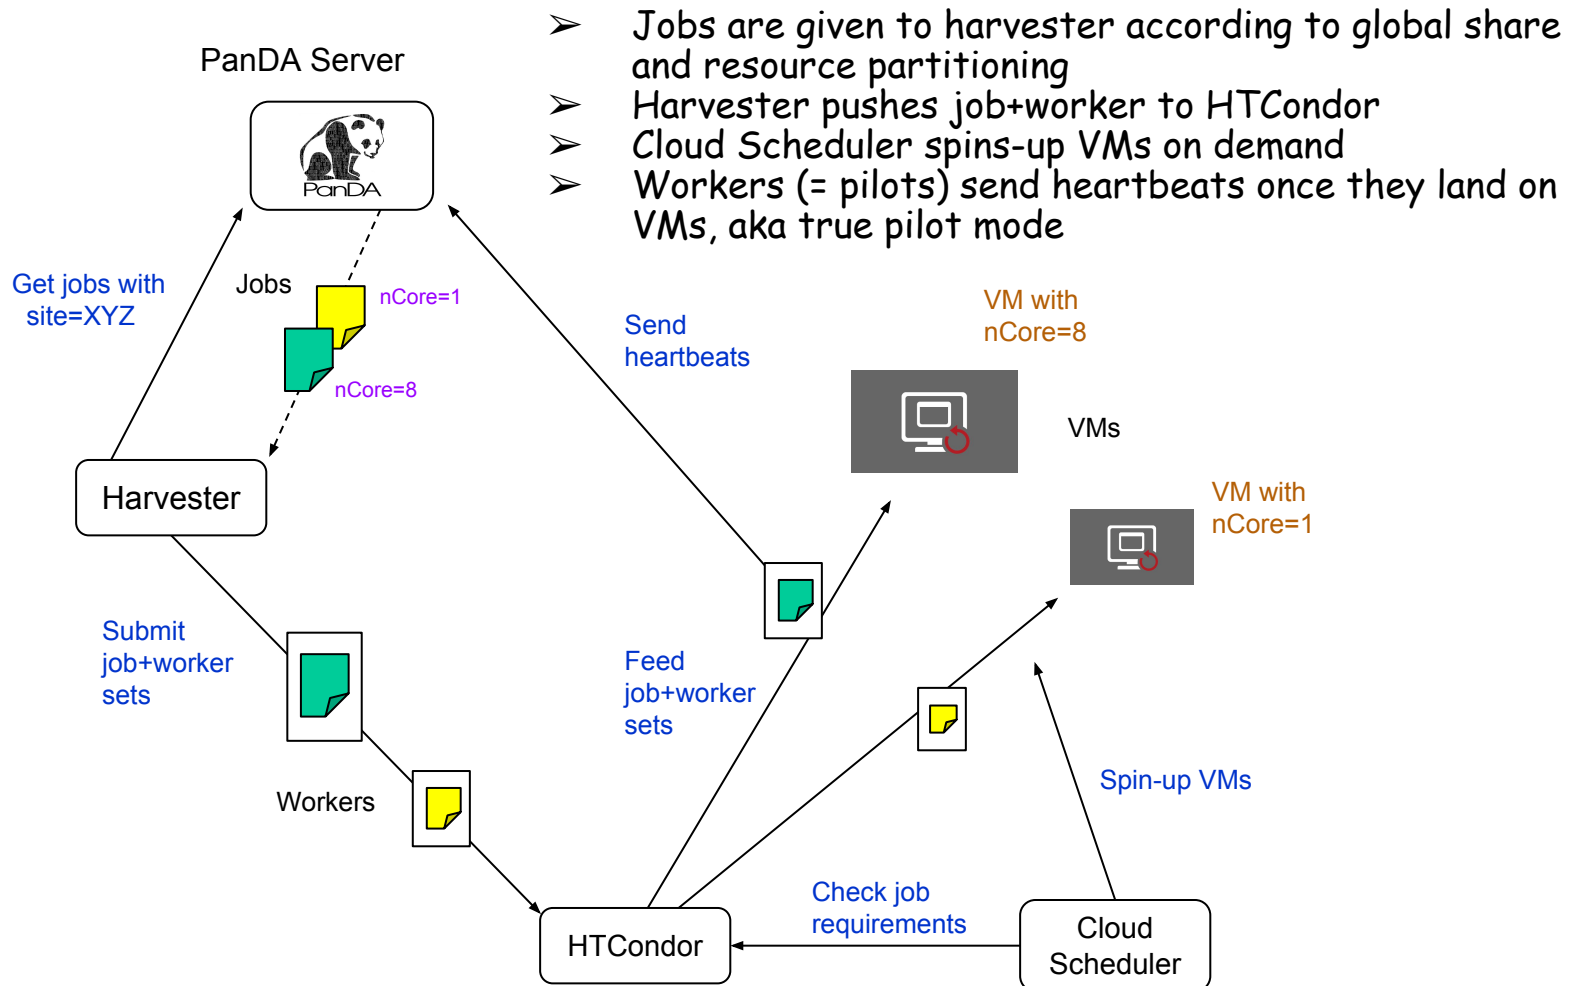 ➢ Jobs are given to harvester according to global share
and resource partitioning
➢ Harvester pushes job+worker to HTCondor
➢ Cloud Scheduler spins-up VMs on demand
➢ Workers (= pilots) send heartbeats once they land on
VMs, aka true pilot mode
PanDA Server
PanDA
Get jobs with
site=XYZ
Jobs
nCore=1
nCore=8
Send
heartbeats
VM with
nCore=8
VMs
VM with
nCore=1
Harvester
Submit
job+worker
sets
Feed
job+worker
sets
Workers
Spin-up VMs
Check job
requirements
HTCondor
Cloud
Scheduler